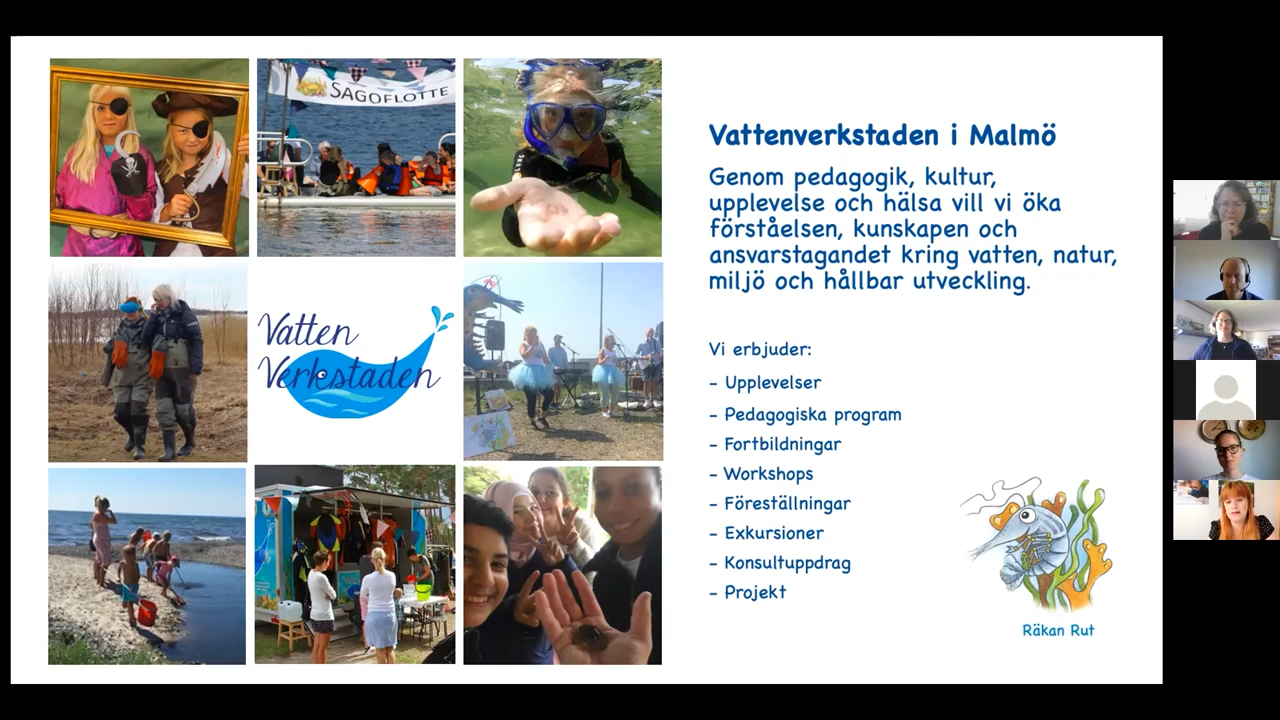 SAGOFLOTTE
Vatten
Verkstaden
Vattenverkstaden i Malmö
Genom pedagogik, kultur,
upplevelse och hälsa vill vi öka
förståelsen, kunskapen och
ansvarstagandet kring vatten, natur,
miljö och hållbar utveckling.
Vi erbjuder:
- Upplevelser
- Pedagogiska program
- Fortbildningar
- Workshops
- Föreställningar
- Exkursioner
- Konsultuppdrag
- Projekt
Räkan Rut